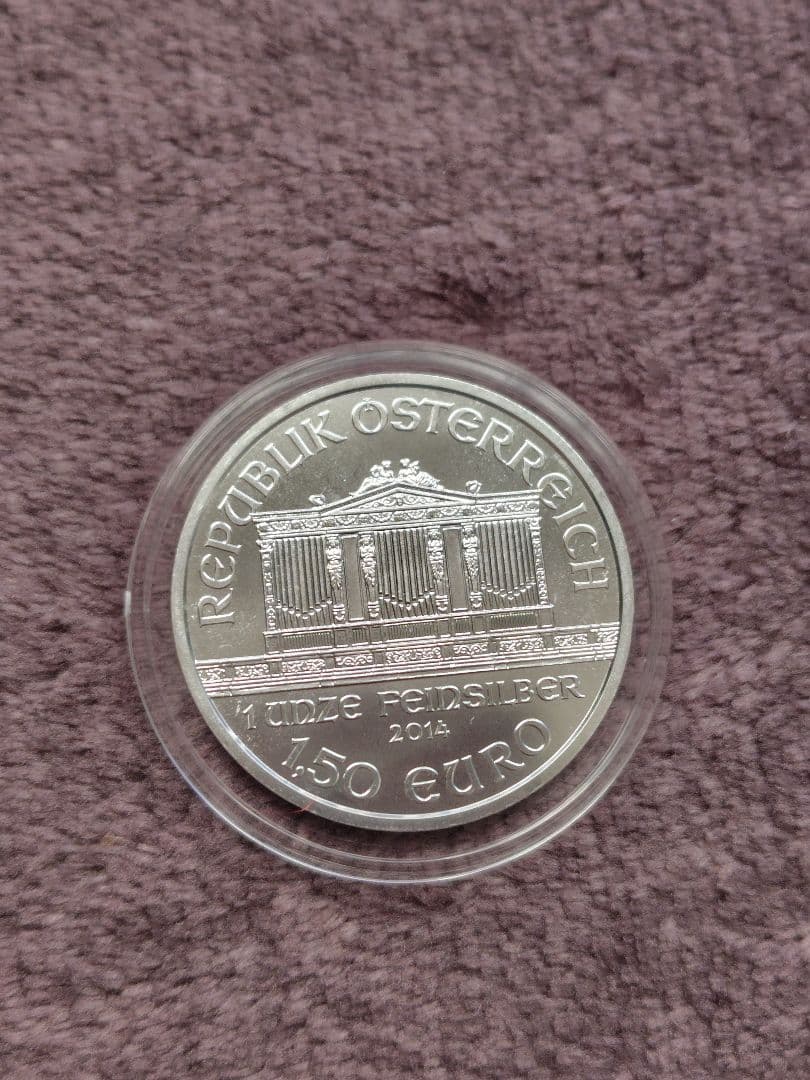 REPUBLIK ÖSTERREICH
1 UNZE FEINSILBER
2014
1,50 EURO